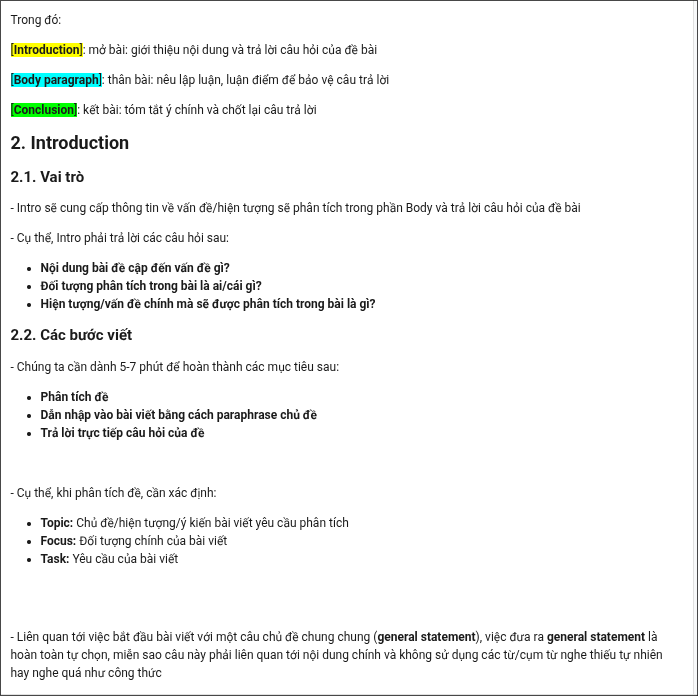 Trong đó:
[Introduction]: mở bài: giới thiệu nội dung và trả lời câu hỏi của đề bài
[Body paragraph]: thân bài: nêu lập luận, luận điểm để bảo vệ câu trả lời
[Conclusion]: kết bài: tóm tắt ý chính và chốt lại câu trả lời
2. Introduction
2.1. Vai trò
- Intro sẽ cung cấp thông tin về vấn đề/hiện tượng sẽ phân tích trong phần Body và trả lời câu hỏi của đề bài
- Cụ thể, Intro phải trả lời các câu hỏi sau:
• Nội dung bài đề cập đến vấn đề gì?
• Đối tượng phân tích trong bài là ai/cái gì?
• Hiện tượng/vấn đề chính mà sẽ được phân tích trong bài là gì?
2.2. Các bước viết
- Chúng ta cần dành 5-7 phút để hoàn thành các mục tiêu sau:
• Phân tích đề
• Dẫn nhập vào bài viết bằng cách paraphrase chủ đề
• Trả lời trực tiếp câu hỏi của đề
- Cụ thể, khi phân tích đề, cần xác định:
• Topic: Chủ đề/hiện tượng/ý kiến bài viết yêu cầu phân tích
• Focus: Đối tượng chính của bài viết
• Task: Yêu cầu của bài viết
- Liên quan tới việc bắt đầu bài viết với một câu chủ đề chung chung (general statement), việc đưa ra general statement là
hoàn toàn tự chọn, miễn sao câu này phải liên quan tới nội dung chính và không sử dụng các từ/cụm từ nghe thiếu tự nhiên
hay nghe quá như công thức